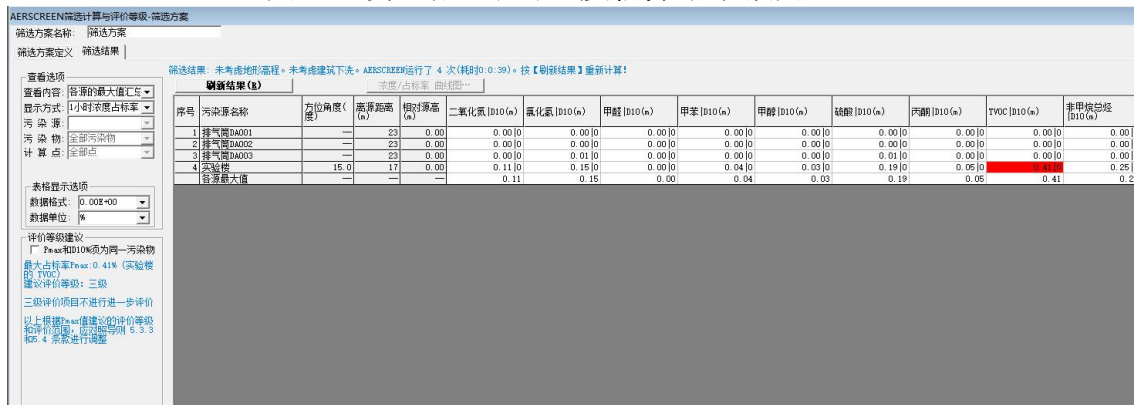 AERSCREEN筛选计算与评价等级-筛选方案
筛选方案名称: 筛选方案
筛选方案定义 筛选结果
筛选结果: 未考虑地形高程。未考虑建筑下洗。AERSCREEN运行了 4 次(耗时0:0:39)。按【刷新结果】重新计算!
查看选项
查看内容: 各源的最大值汇总
显示方式: 1小时浓度占标率
污 染 源:
污 染 物: 全部污染物
计 算 点: 全部点
表格显示选项
数据格式: 0.00E+00
数据单位: %
评价等级建议
Pmax和D10%须为同一污染物
最大占标率Pmax:0.41% (实验楼
的 TVOC)
建议评价等级: 三级
三级评价项目不进行进一步评价
以上根据Pmax值建议的评价等级
和评价范围,应对照导则 5.3.3
和5.4 条款进行调整
刷新结果(R) 浓度/占标率 曲线图…
序号 污染源名称 方位角度(度) 离源距离(m) 相对源高(m) 二氧化氮|D10(m) 氯化氢|D10(m) 甲醛|D10(m) 甲苯|D10(m) 甲醇|D10(m) 硫酸|D10(m) 丙酮|D10(m) TVOC|D10(m) 非甲烷总烃|D10(m)
1 排气筒DA001 — 23 0.00 0.00|0 0.00|0 0.00|0 0.00|0 0.00|0 0.00|0 0.00|0 0.00|0 0.00|
2 排气筒DA002 — 23 0.00 0.00|0 0.00|0 0.00|0 0.00|0 0.00|0 0.00|0 0.00|0 0.00|0 0.00|
3 排气筒DA003 — 23 0.00 0.00|0 0.01|0 0.00|0 0.00|0 0.00|0 0.01|0 0.00|0 0.00|0 0.00|
4 实验楼 15.0 17 0.00 0.11|0 0.15|0 0.00|0 0.04|0 0.03|0 0.19|0 0.05|0 0.41|0 0.25|
各源最大值 — — — 0.11 0.15 0.00 0.04 0.03 0.19 0.05 0.41 0.2